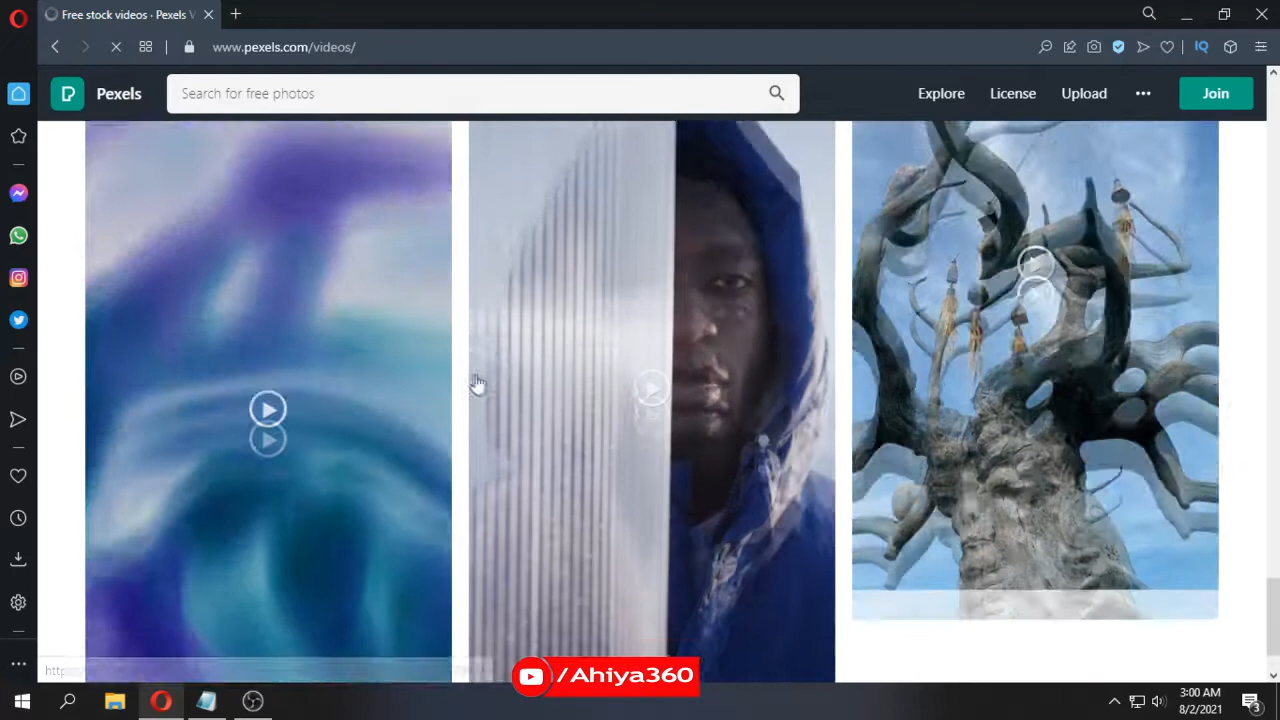 Free stock videos · Pexels V
www.pexels.com/videos/
Pexels
Search for free photos
Explore
License
Upload
Join
/Ahiya360
3:00 AM
8/2/2021
3